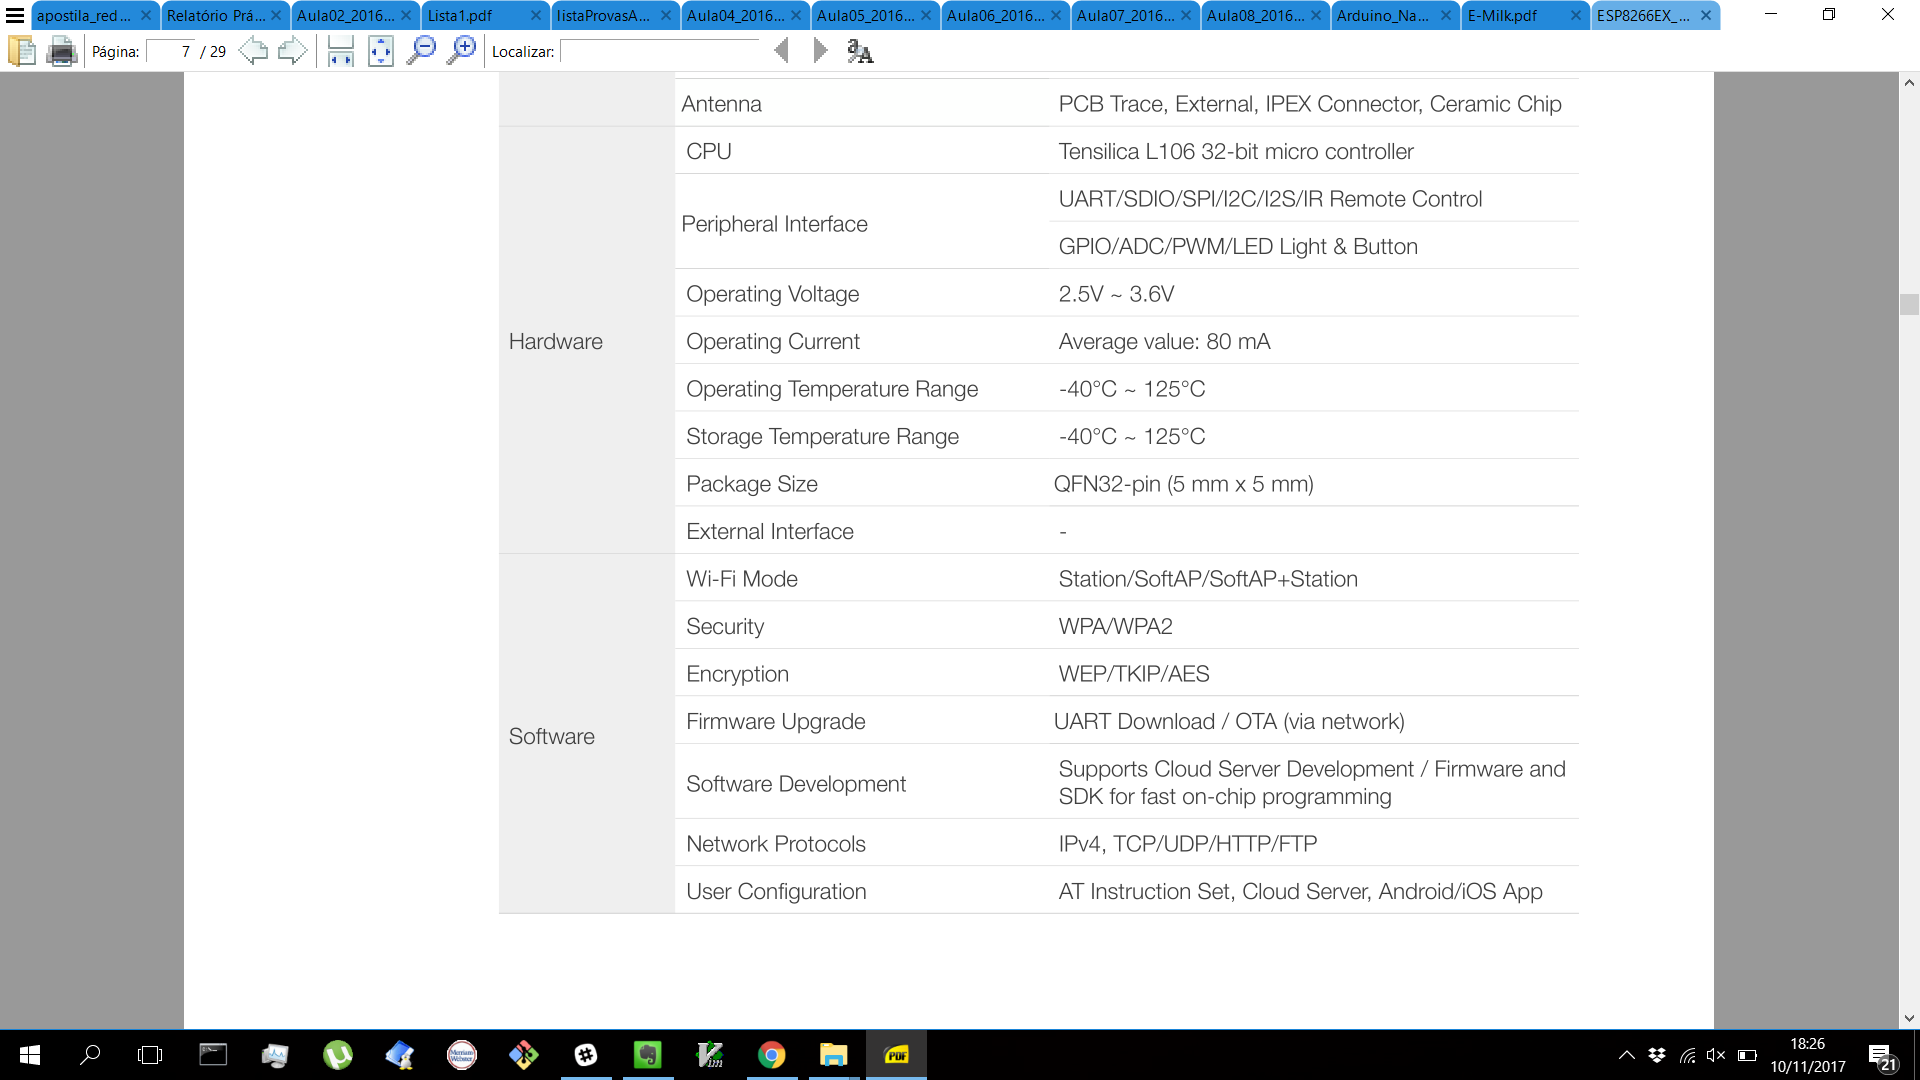 apostila_red...
Relatório Prá...
Aula02_2016...
Lista1.pdf
listaProvasA...
Aula04_2016...
Aula05_2016...
Aula06_2016...
Aula07_2016...
Aula08_2016...
Arduino_Na...
E-Milk.pdf
ESP8266EX_...
Página: 7 / 29 Localizar:
Antenna PCB Trace, External, IPEX Connector, Ceramic Chip
CPU Tensilica L106 32-bit micro controller
Peripheral Interface UART/SDIO/SPI/I2C/I2S/IR Remote Control
GPIO/ADC/PWM/LED Light & Button
Operating Voltage 2.5V ~ 3.6V
Hardware Operating Current Average value: 80 mA
Operating Temperature Range -40°C ~ 125°C
Storage Temperature Range -40°C ~ 125°C
Package Size QFN32-pin (5 mm x 5 mm)
External Interface -
Wi-Fi Mode Station/SoftAP/SoftAP+Station
Security WPA/WPA2
Encryption WEP/TKIP/AES
Firmware Upgrade UART Download / OTA (via network)
Software
Software Development Supports Cloud Server Development / Firmware and
SDK for fast on-chip programming
Network Protocols IPv4, TCP/UDP/HTTP/FTP
User Configuration AT Instruction Set, Cloud Server, Android/iOS App
Merriam
Webster
Vim
PDF
18:26
10/11/2017
21